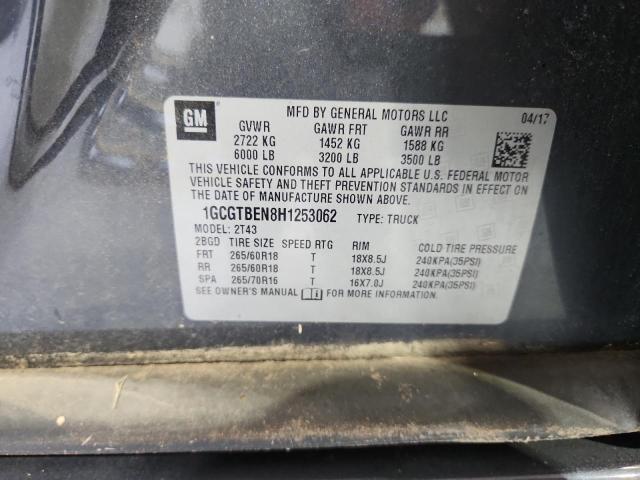 GM
MFD BY GENERAL MOTORS LLC 04/17
GVWR GAWR FRT GAWR RR
2722 KG 1452 KG 1588 KG
6000 LB 3200 LB 3500 LB
THIS VEHICLE CONFORMS TO ALL APPLICABLE U.S. FEDERAL MOTOR
VEHICLE SAFETY AND THEFT PREVENTION STANDARDS IN EFFECT ON
THE DATE OF MANUFACTURE SHOWN ABOVE.
1GCGTBEN8H1253062 TYPE: TRUCK
MODEL: 2T43
2BGD TIRE SIZE SPEED RTG RIM COLD TIRE PRESSURE
FRT 265/60R18 T 18X8.5J 240KPA(35PSI)
RR 265/60R18 T 18X8.5J 240KPA(35PSI)
SPA 265/70R16 T 16X7.0J 240KPA(35PSI)
SEE OWNER'S MANUAL FOR MORE INFORMATION